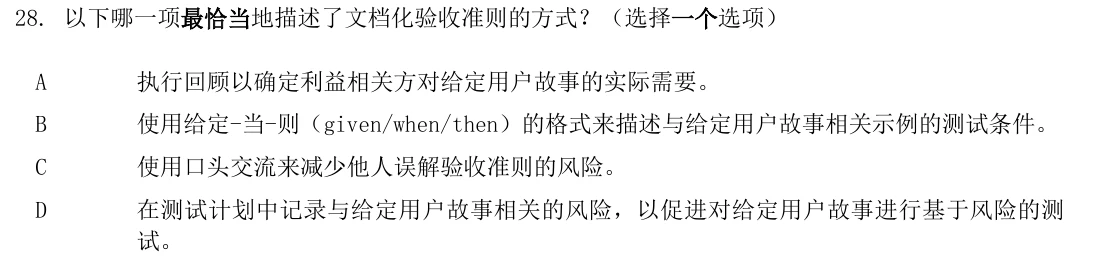 28. 以下哪一项最恰当地描述了文档化验收准则的方式？（选择一个选项）
A 执行回顾以确定利益相关方对给定用户故事的实际需要。
B 使用给定-当-则（given/when/then）的格式来描述与给定用户故事相关示例的测试条件。
C 使用口头交流来减少他人误解验收准则的风险。
D 在测试计划中记录与给定用户故事相关的风险，以促进对给定用户故事进行基于风险的测
试。